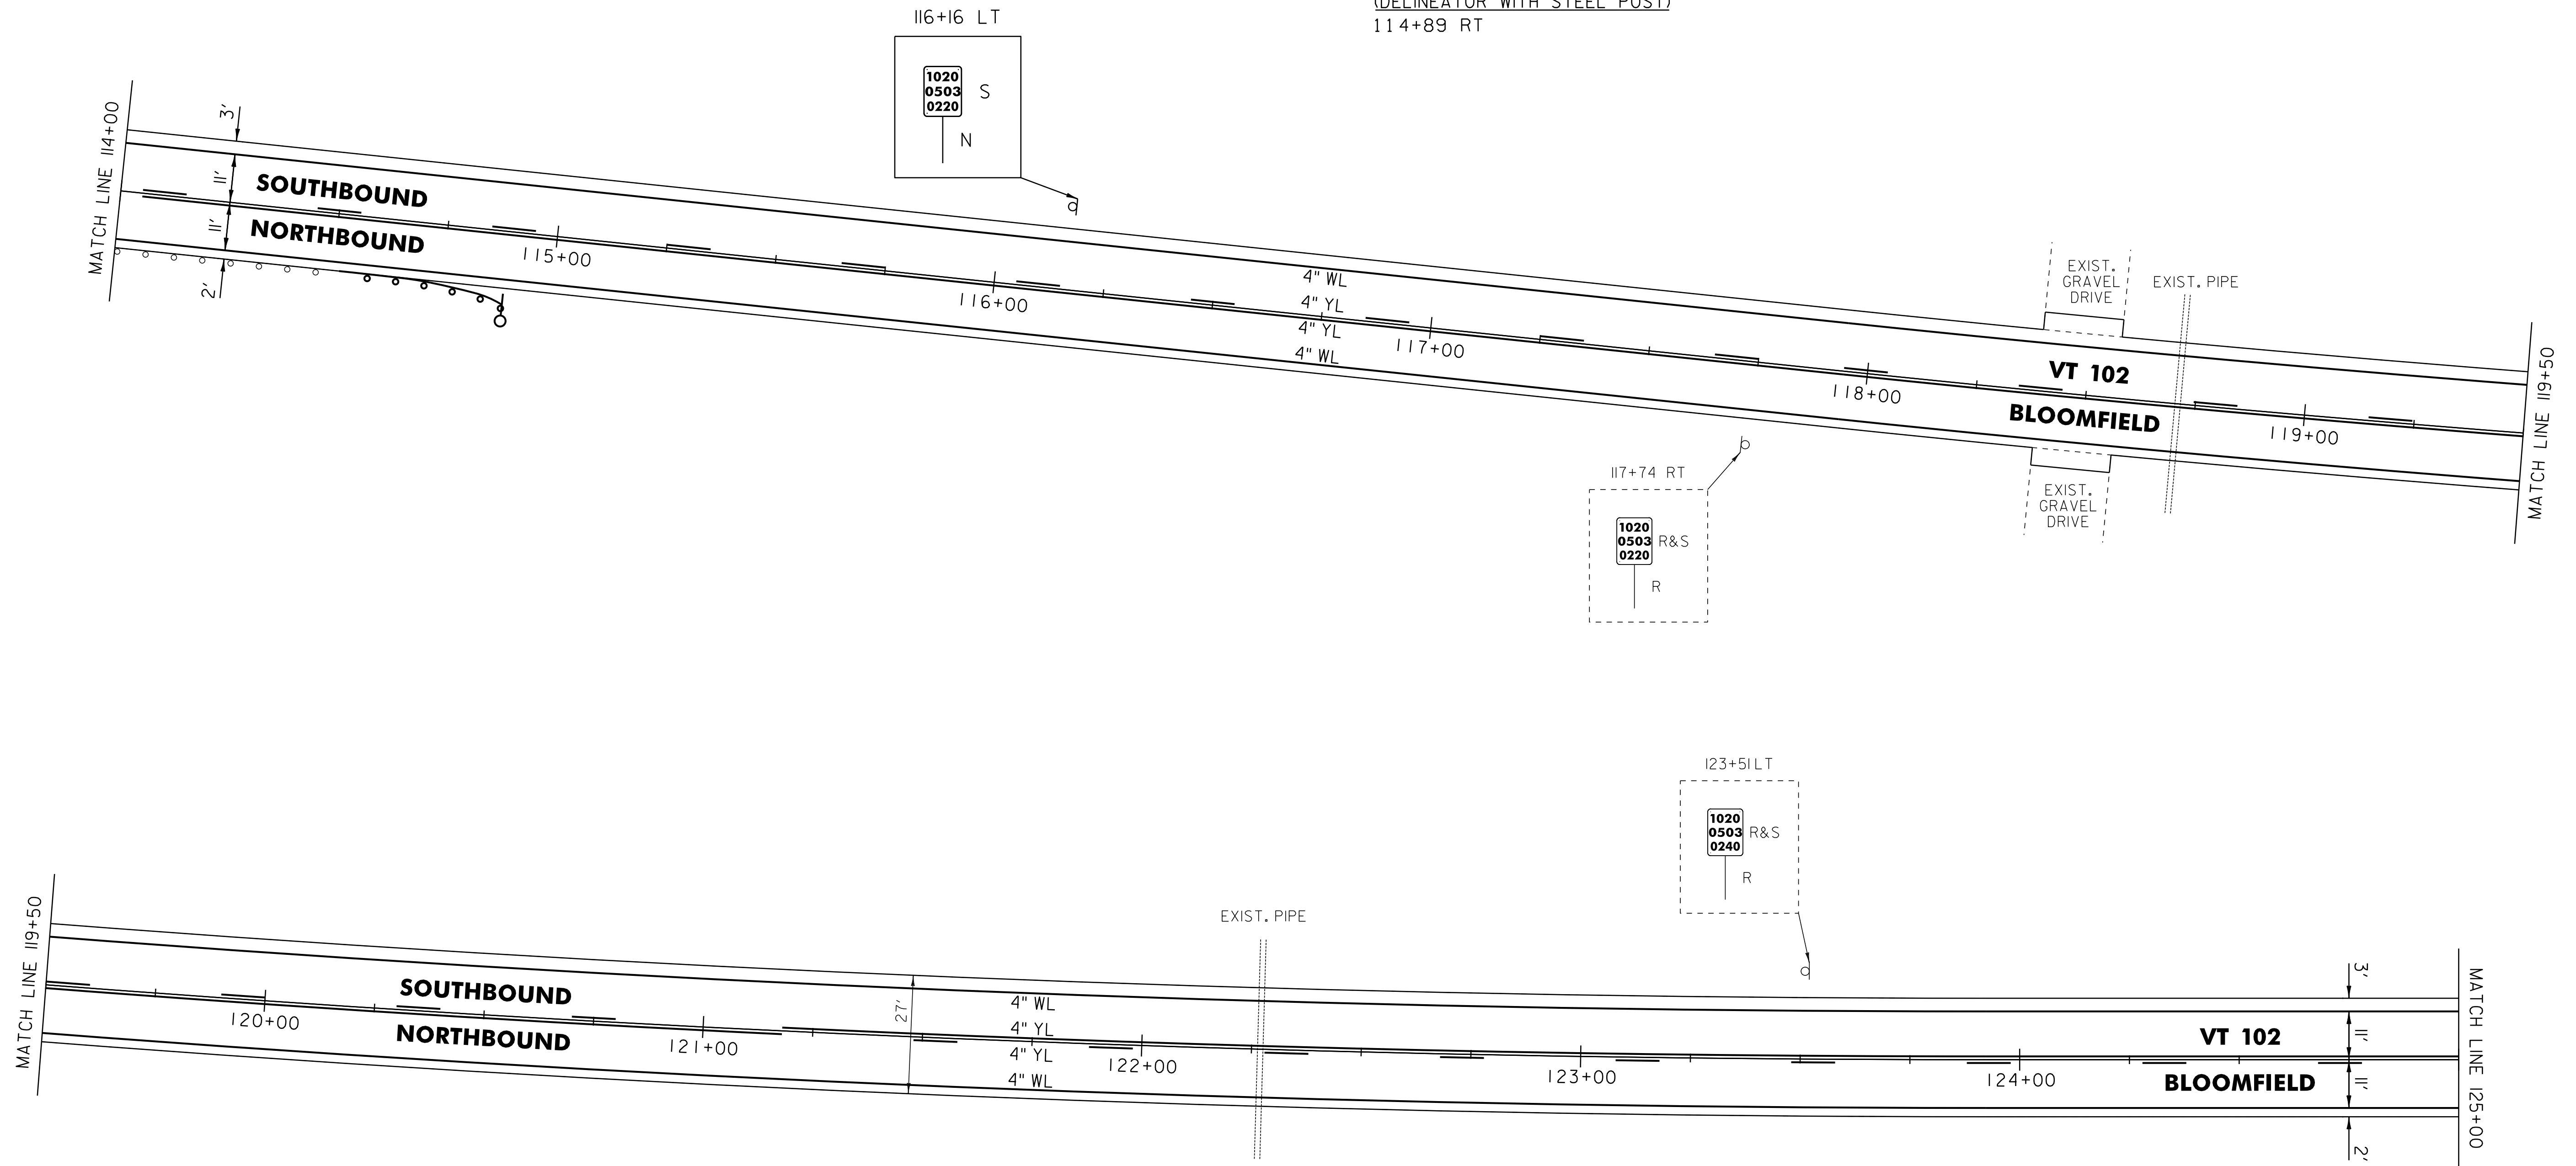 (DELINEATOR WITH STEEL POST)
114+89 RT
116+16 LT
1020
0503
0220
S
N
MATCH LINE 114+00
3'
11'
11'
2'
SOUTHBOUND
NORTHBOUND
115+00
116+00
4" WL
4" YL
4" YL
4" WL
117+00
118+00
EXIST.
GRAVEL
DRIVE
EXIST. PIPE
VT 102
BLOOMFIELD
119+00
MATCH LINE 119+50
EXIST.
GRAVEL
DRIVE
117+74 RT
1020
0503
0220
R&S
R
123+51 LT
1020
0503
0240
R&S
R
MATCH LINE 119+50
SOUTHBOUND
NORTHBOUND
120+00
121+00
27'
4" WL
4" YL
4" YL
4" WL
122+00
EXIST. PIPE
123+00
124+00
VT 102
BLOOMFIELD
3'
11'
11'
2'
MATCH LINE 125+00